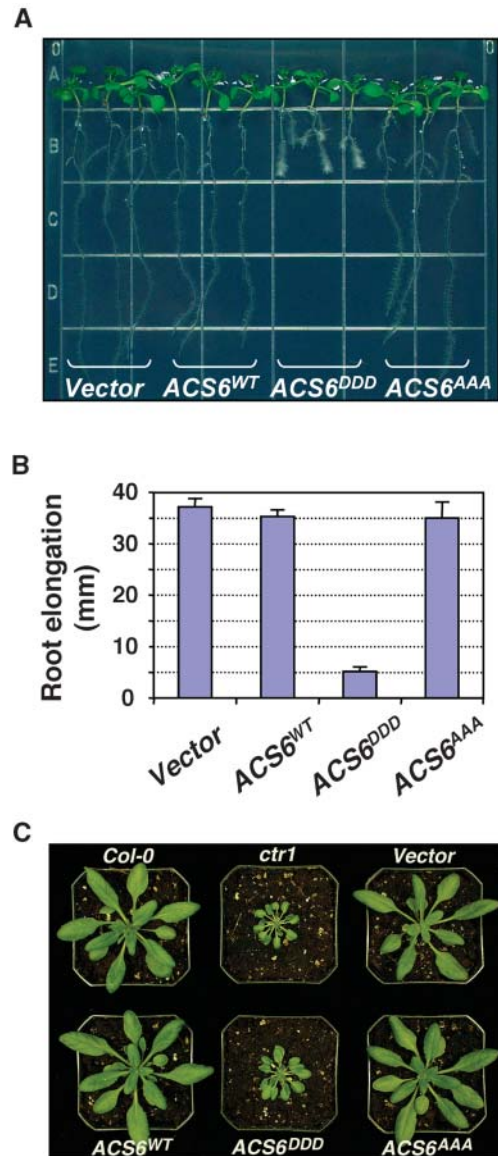 A
0 0
A
B
C
D
E
Vector ACS6WT ACS6DDD ACS6AAA
B
Root elongation
(mm)
40
30
20
10
0
Vector ACS6WT ACS6DDD ACS6AAA
C
Col-0 ctr1 Vector
ACS6WT ACS6DDD ACS6AAA